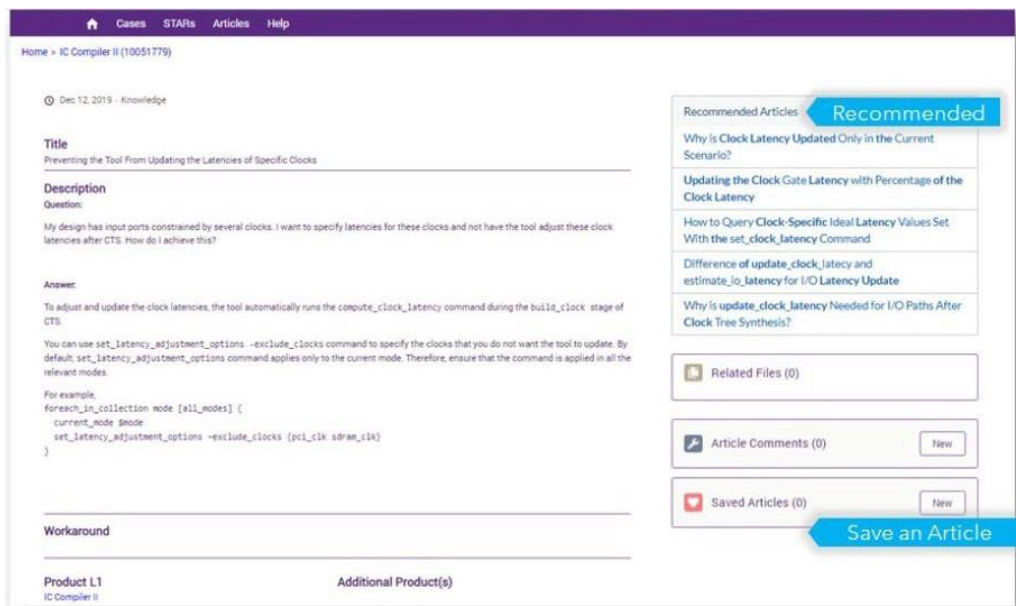 Cases STARs Articles Help
Home > IC Compiler II (10051779)
Dec 12, 2019 - Knowledge
Title
Preventing the Tool From Updating the Latencies of Specific Clocks
Description
Question:
My design has input ports constrained by several clocks. I want to specify latencies for these clocks and not have the tool adjust these clock
latencies after CTS. How do I achieve this?
Answer:
To adjust and update the clock latencies, the tool automatically runs the compute_clock_latency command during the build_clock stage of
CTS.
You can use set_latency_adjustment_options -exclude_clocks command to specify the clocks that you do not want the tool to update. By
default, set_latency_adjustment_options command applies only to the current mode. Therefore, ensure that the command is applied in all the
relevant modes.
For example,
foreach_in_collection mode [all_modes] {
current_mode $mode
set_latency_adjustment_options -exclude_clocks {pci_clk sdram_clk}
}
Workaround
Product L1
IC Compiler II
Additional Product(s)
Recommended Articles
Recommended
Why is Clock Latency Updated Only in the Current
Scenario?
Updating the Clock Gate Latency with Percentage of the
Clock Latency
How to Query Clock-Specific Ideal Latency Values Set
With the set_clock_latency Command
Difference of update_clock_latecy and
estimate_io_latency for I/O Latency Update
Why is update_clock_latency Needed for I/O Paths After
Clock Tree Synthesis?
Related Files (0)
Article Comments (0)
New
Saved Articles (0)
New
Save an Article